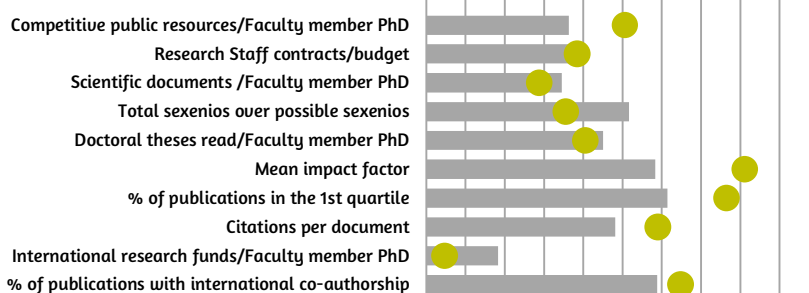 Competitive public resources/Faculty member PhD
Research Staff contracts/budget
Scientific documents /Faculty member PhD
Total sexenios over possible sexenios
Doctoral theses read/Faculty member PhD
Mean impact factor
% of publications in the 1st quartile
Citations per document
International research funds/Faculty member PhD
% of publications with international co-authorship